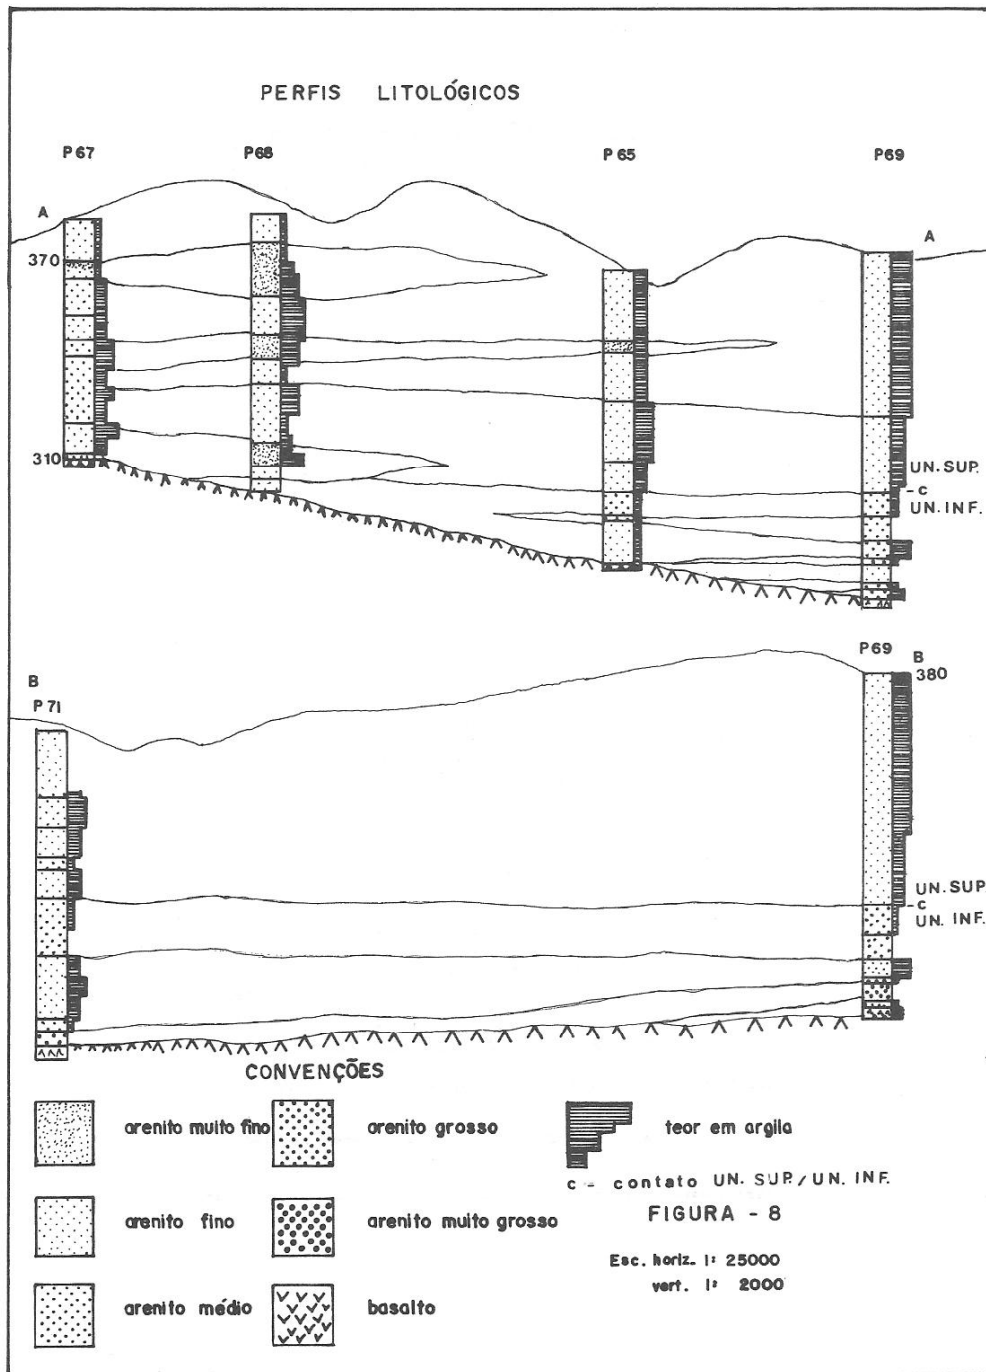 PERFIS LITOLÓGICOS
P67 P68 P65 P69
A A
370
310
UN. SUP.
- C
UN. INF.
B P69 B
380
P71
UN. SUP
- C
UN. INF.
CONVENÇÕES
arenito muito fino arenito grosso teor em argila
c - contato UN. SUP./UN. INF.
arenito fino arenito muito grosso FIGURA - 8
Esc. horiz. 1: 25000
vert. 1: 2000
arenito médio basalto